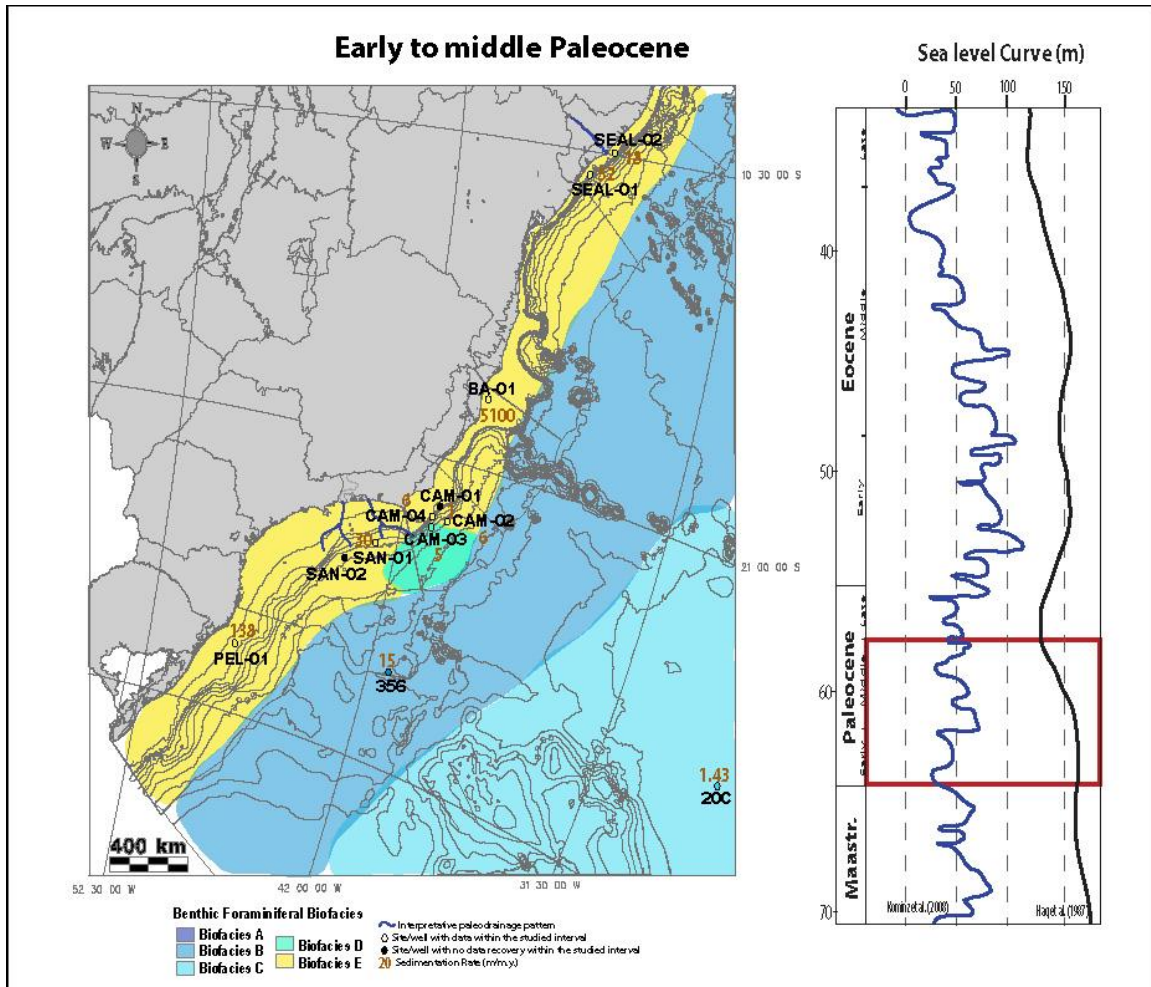 Early to middle Paleocene
Sea level Curve (m)
0 50 100 150
N
W E
S
SEAL-02
13
SEAL-01
10 30 00 S
40
Late
Middle
Eocene
BA-01
5100
50
Early
CAM-01
CAM-04
CAM-02
CAM-03
6
5
30
SAN-01
SAN-02
21 00 00 S
138
PEL-01
15
356
Late
Middle
Paleocene
60
Early
1.43
20C
Maastr.
70
400 km
52 30 00 W
42 00 00 W
31 30 00 W
Kominz et al. (2008)
Haq et al. (1987)
Benthic Foraminiferal Biofacies
Biofacies A
Biofacies B
Biofacies C
Biofacies D
Biofacies E
Interpretative paleodrainage pattern
Site/well with data within the studied interval
Site/well with no data recovery within the studied interval
20 Sedimentation Rate (m/m.y.)